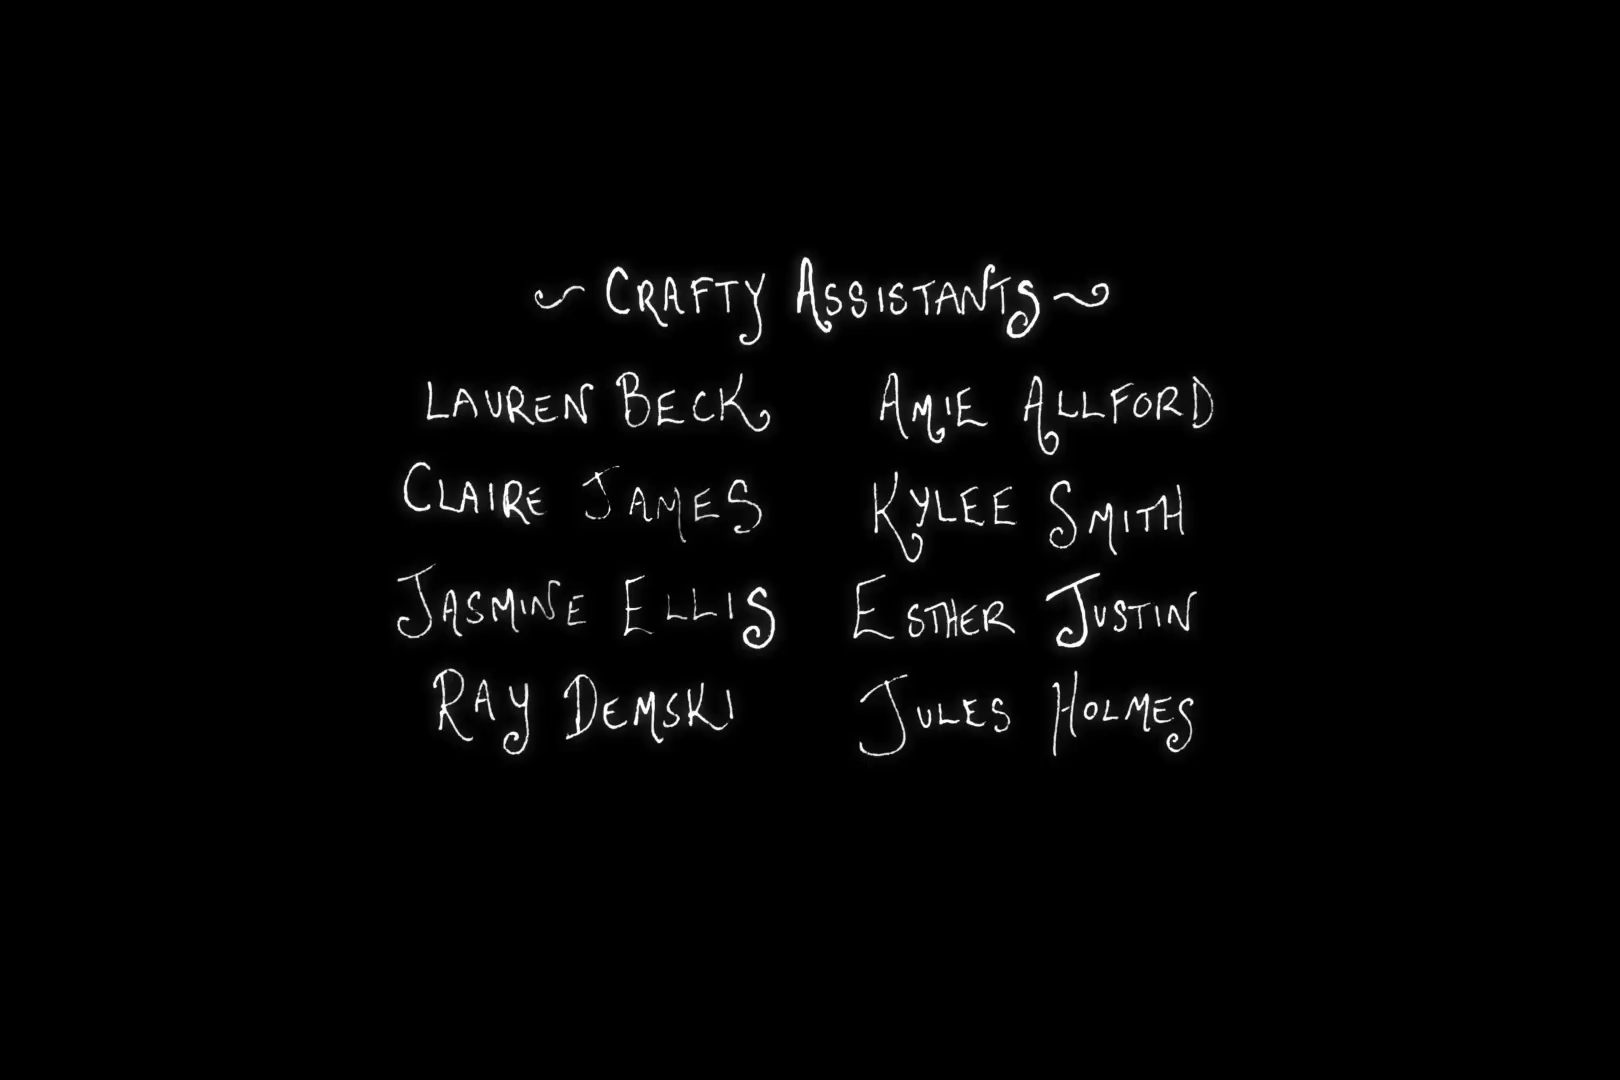 ~ Crafty Assistants ~
Lauren Beck Amie Allford
Claire James Kylee Smith
Jasmine Ellis Esther Justin
Ray Demski Jules Holmes